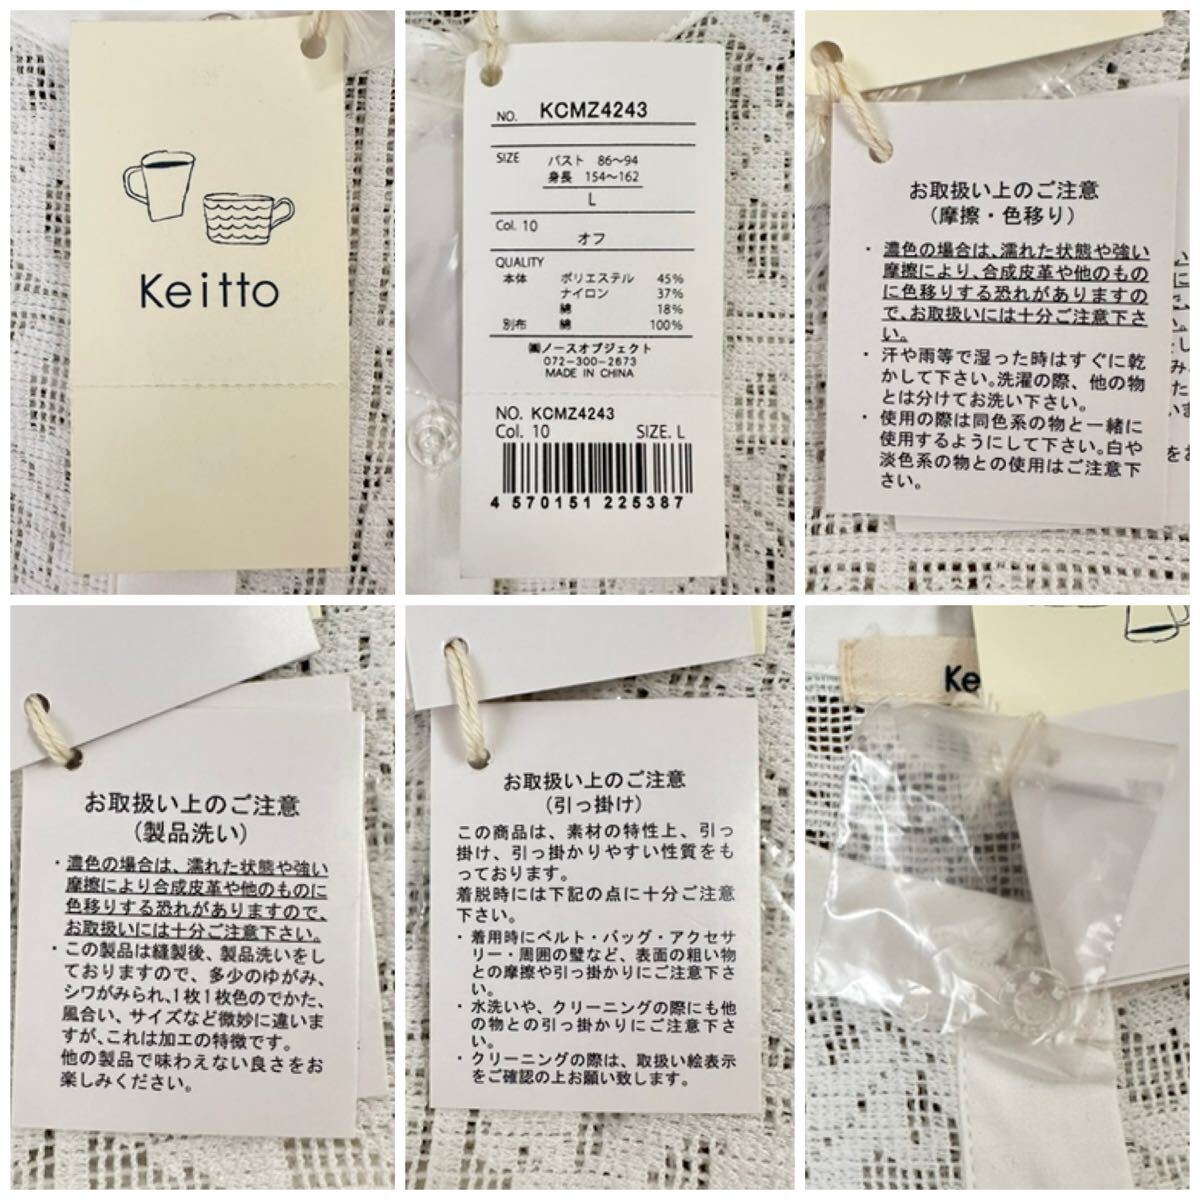 Keitto
NO. KCMZ4243
SIZE バスト 86〜94
身長 154〜162
L
Col. 10
オフ
QUALITY
本体 ポリエステル 45%
ナイロン 37%
綿 18%
別布 綿 100%
㈱ノースオブジェクト
072-300-2673
MADE IN CHINA
NO. KCMZ4243
Col. 10 SIZE. L
4 570151 225387
お取扱い上のご注意
(摩擦・色移り)
・濃色の場合は、濡れた状態や強い
摩擦により、合成皮革や他のもの
に色移りする恐れがありますの
で、お取扱いには十分ご注意下さ
い。
・汗や雨等で湿った時はすぐに乾
かして下さい。洗濯の際、他の物
とは分けてお洗い下さい。
・使用の際は同色系の物と一緒に
使用するようにして下さい。白や
淡色系の物との使用はご注意下
さい。
お取扱い上のご注意
(製品洗い)
・濃色の場合は、濡れた状態や強い
摩擦により合成皮革や他のものに
色移りする恐れがありますので、
お取扱いには十分ご注意下さい。
・この製品は縫製後、製品洗いをし
ておりますので、多少のゆがみ、
シワがみられ、1枚1枚色のでかた、
風合い、サイズなど微妙に違いま
すが、これは加工の特徴です。
他の製品で味わえない良さをお
楽しみください。
お取扱い上のご注意
(引っ掛け)
この商品は、素材の特性上、引っ
掛け、引っ掛かりやすい性質をも
っております。
着脱時には下記の点に十分ご注意
下さい。
・着用時にベルト・バッグ・アクセサ
リー・周囲の壁など、表面の粗い物
との摩擦や引っ掛かりにご注意下さ
い。
・水洗いや、クリーニングの際にも他
の物との引っ掛かりにご注意下さ
い。
・クリーニングの際は、取扱い絵表示
をご確認の上お願い致します。
Ke